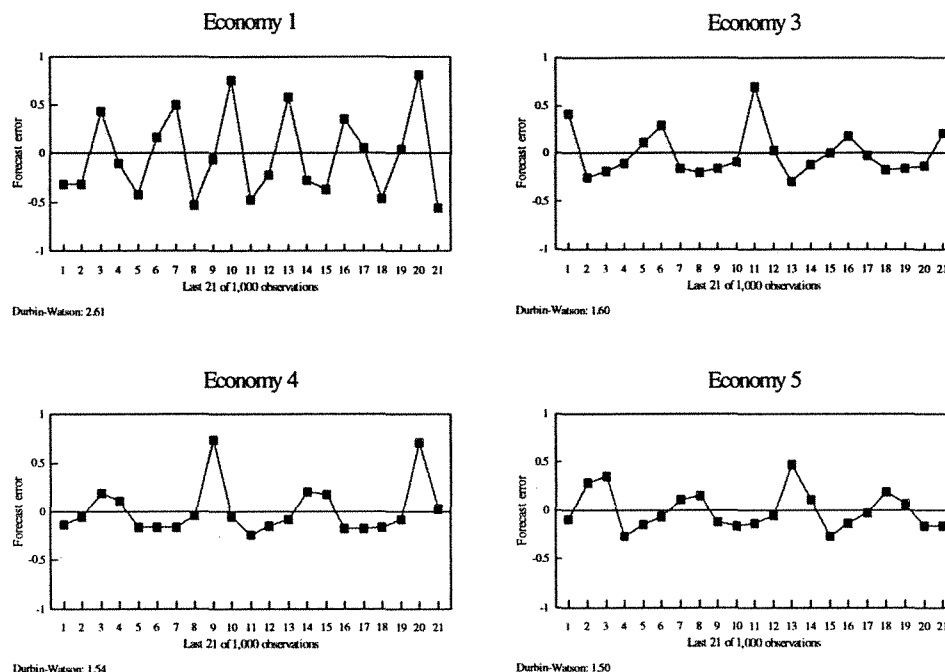 Economy 1
Economy 3
1
0.5
0
-0.5
-1
Forecast error
1 2 3 4 5 6 7 8 9 10 11 12 13 14 15 16 17 18 19 20 21
Last 21 of 1,000 observations
Durbin-Watson: 2.61
1
0.5
0
-0.5
-1
Forecast error
1 2 3 4 5 6 7 8 9 10 11 12 13 14 15 16 17 18 19 20 21
Last 21 of 1,000 observations
Durbin-Watson: 1.60
Economy 4
Economy 5
1
0.5
0
-0.5
-1
Forecast error
1 2 3 4 5 6 7 8 9 10 11 12 13 14 15 16 17 18 19 20 21
Last 21 of 1,000 observations
Durbin-Watson: 1.54
1
0.5
0
-0.5
-1
Forecast error
1 2 3 4 5 6 7 8 9 10 11 12 13 14 15 16 17 18 19 20 21
Last 21 of 1,000 observations
Durbin-Watson: 1.50